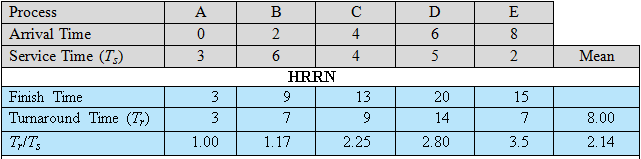 Process A B C D E
Arrival Time 0 2 4 6 8
Service Time (Ts) 3 6 4 5 2 Mean
HRRN
Finish Time 3 9 13 20 15
Turnaround Time (Tr) 3 7 9 14 7 8.00
Tr/Ts 1.00 1.17 2.25 2.80 3.5 2.14